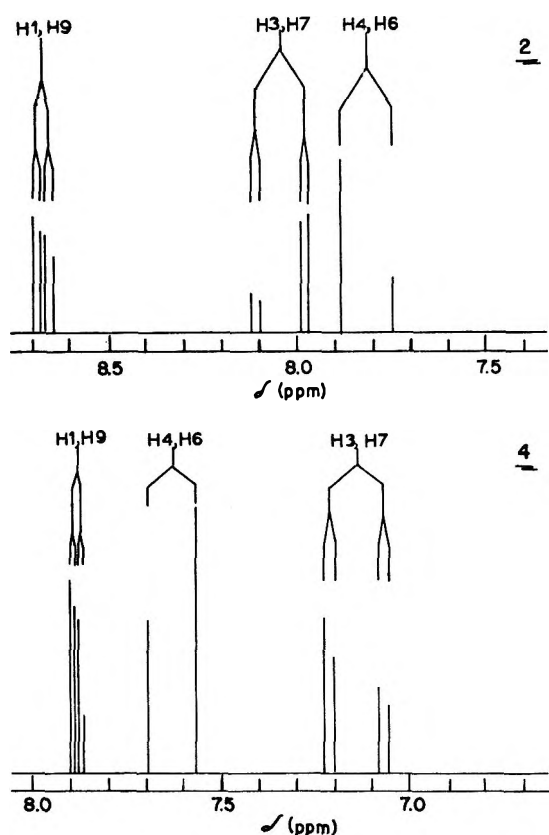 H1, H9
H3, H7
H4, H6
2
8.5
8.0
7.5
δ (ppm)
H1, H9
H4, H6
H3, H7
4
8.0
7.5
7.0
δ (ppm)